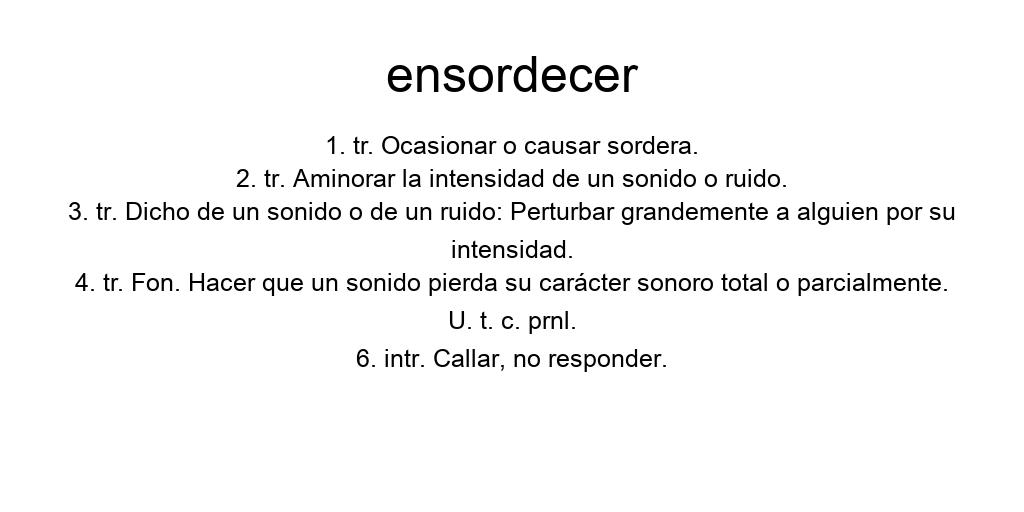 ensordecer
1. tr. Ocasionar o causar sordera.
2. tr. Aminorar la intensidad de un sonido o ruido.
3. tr. Dicho de un sonido o de un ruido: Perturbar grandemente a alguien por su
intensidad.
4. tr. Fon. Hacer que un sonido pierda su carácter sonoro total o parcialmente.
U. t. c. prnl.
6. intr. Callar, no responder.